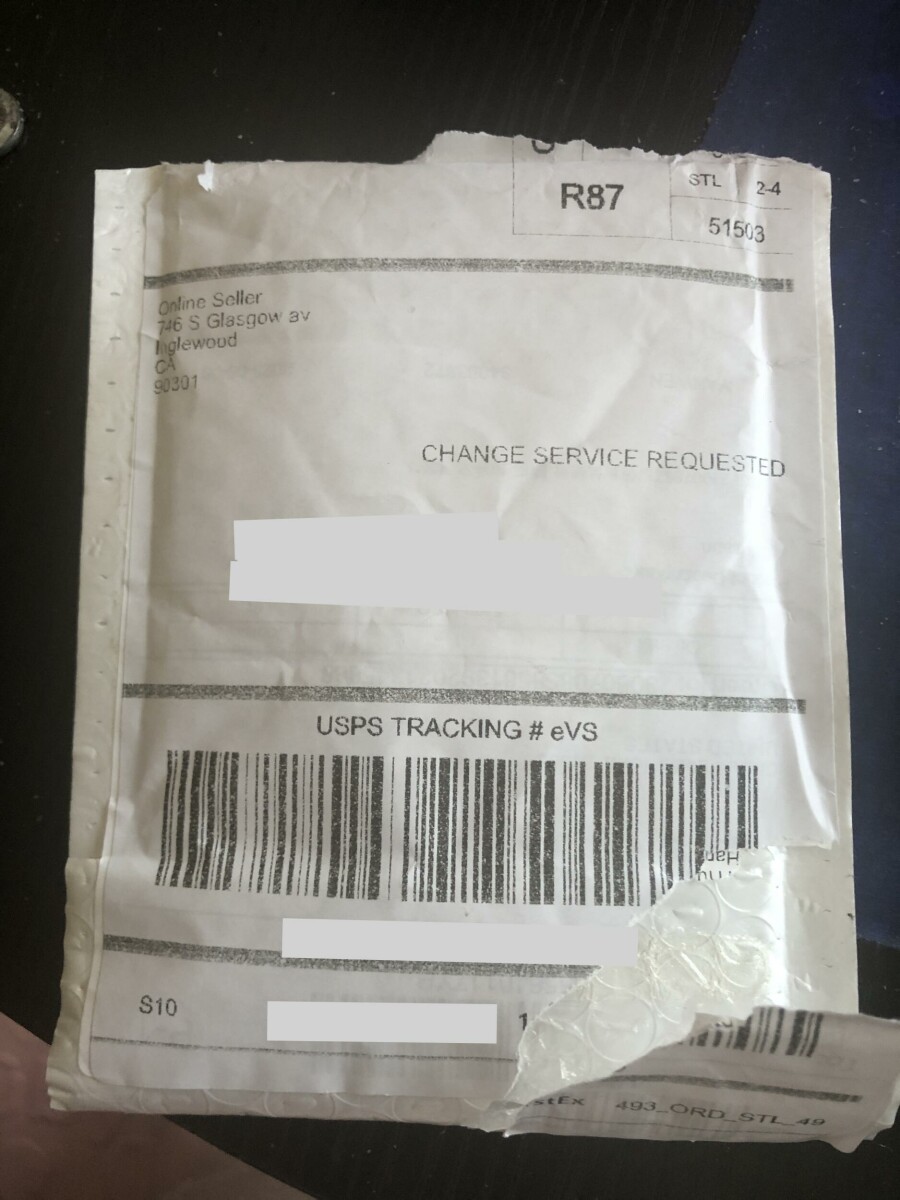 R87
STL 2-4
51503
Online Seller
746 S Glasgow av
Inglewood
CA
90301
CHANGE SERVICE REQUESTED
USPS TRACKING # eVS
S10
493_ORD_STL_49